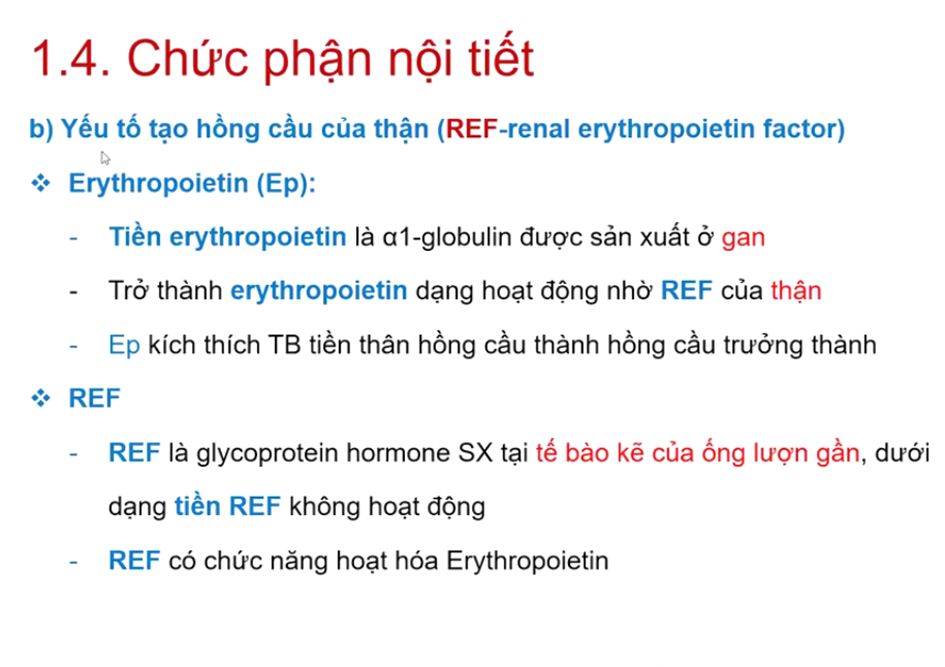 1.4. Chức phận nội tiết
b) Yếu tố tạo hồng cầu của thận (REF-renal erythropoietin factor)
❖ Erythropoietin (Ep):
- Tiền erythropoietin là α1-globulin được sản xuất ở gan
- Trở thành erythropoietin dạng hoạt động nhờ REF của thận
- Ep kích thích TB tiền thân hồng cầu thành hồng cầu trưởng thành
❖ REF
- REF là glycoprotein hormone SX tại tế bào kẽ của ống lượn gần, dưới
dạng tiền REF không hoạt động
- REF có chức năng hoạt hóa Erythropoietin